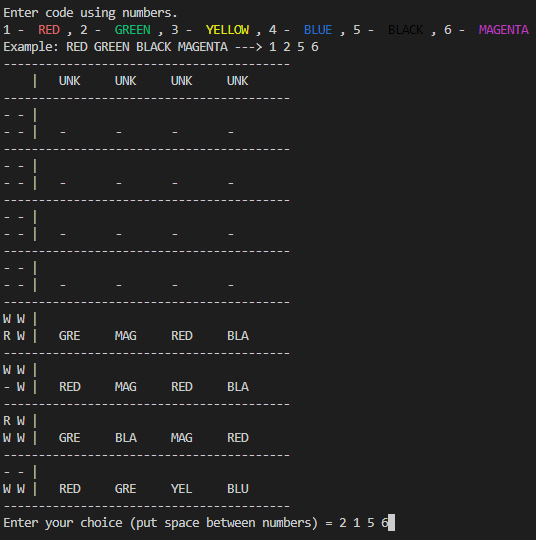 Enter code using numbers.
1 - RED , 2 - GREEN , 3 - YELLOW , 4 - BLUE , 5 - BLACK , 6 - MAGENTA
Example: RED GREEN BLACK MAGENTA ---> 1 2 5 6
-----------------------------------------
    |   UNK     UNK     UNK     UNK
-----------------------------------------
- - |
- - |   -       -       -       -
-----------------------------------------
- - |
- - |   -       -       -       -
-----------------------------------------
- - |
- - |   -       -       -       -
-----------------------------------------
- - |
- - |   -       -       -       -
-----------------------------------------
W W |
R W |   GRE     MAG     RED     BLA
-----------------------------------------
W W |
- W |   RED     MAG     RED     BLA
-----------------------------------------
R W |
W W |   GRE     BLA     MAG     RED
-----------------------------------------
- - |
W W |   RED     GRE     YEL     BLU
-----------------------------------------
Enter your choice (put space between numbers) = 2 1 5 6